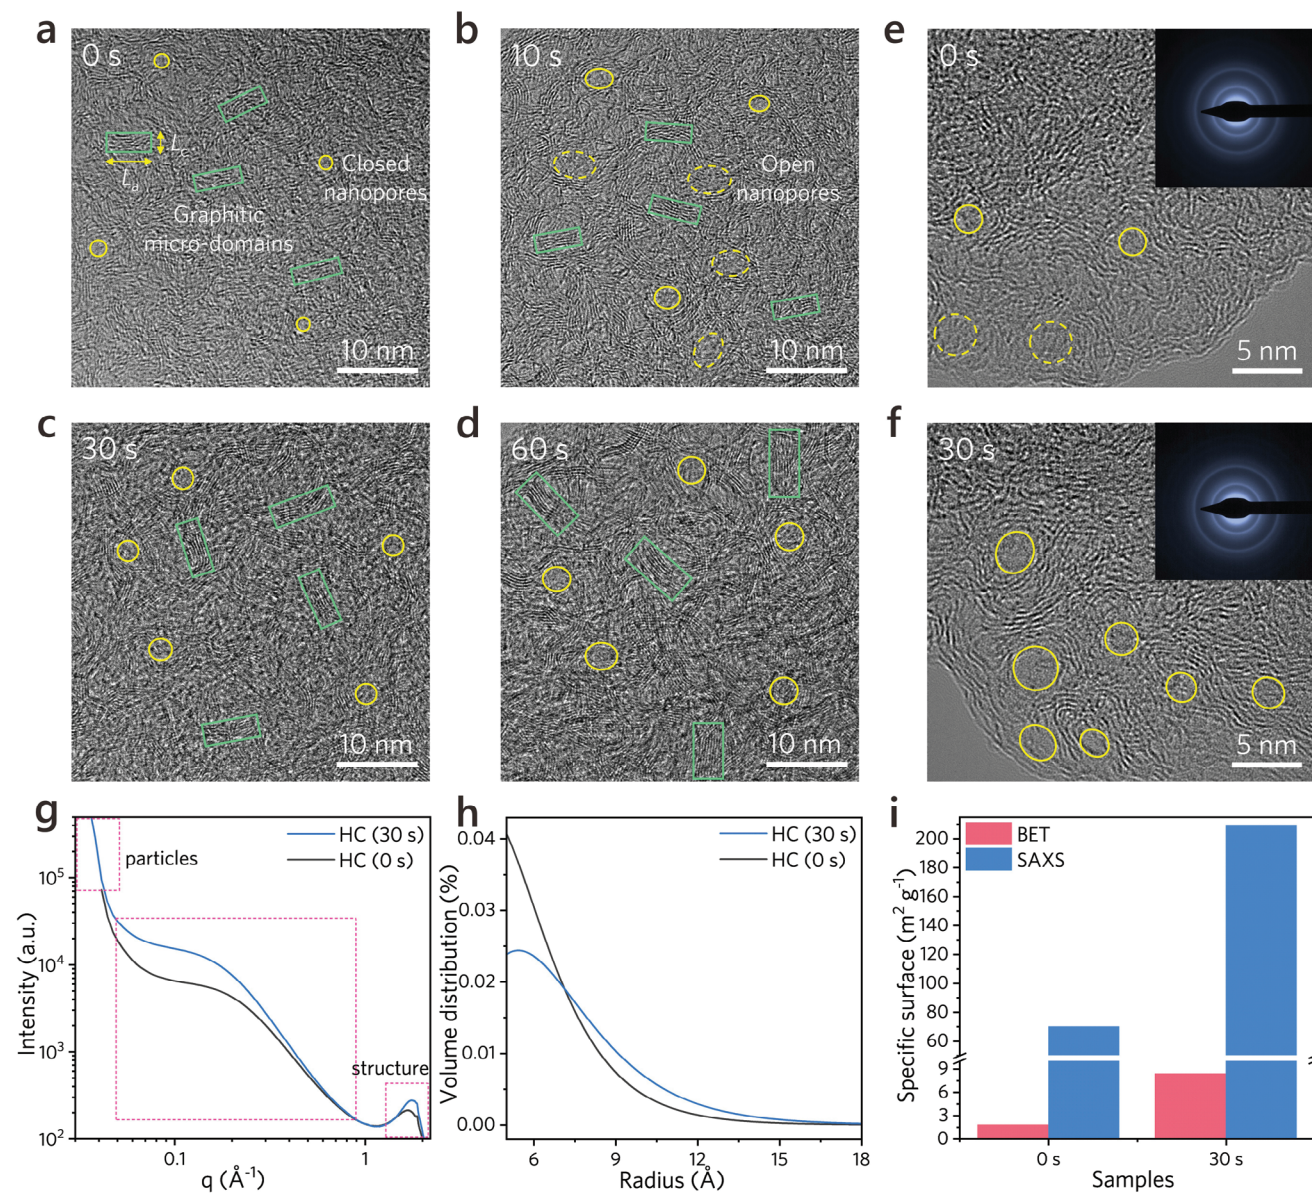 a
0 s
L_c
L_a
Closed
nanopores
Graphitic
micro-domains
10 nm
b
10 s
Open
nanopores
10 nm
e
0 s
5 nm
c
30 s
10 nm
d
60 s
10 nm
f
30 s
5 nm
g
HC (30 s)
HC (0 s)
particles
structure
10⁵
10⁴
10³
10²
0.1 1
Intensity (a.u.)
q (Å⁻¹)
h
HC (30 s)
HC (0 s)
0.04
0.03
0.02
0.01
0.00
6 9 12 15 18
Volume distribution (%)
Radius (Å)
i
BET
SAXS
200
180
160
140
120
100
80
60
9
6
3
0
0 s 30 s
Specific surface (m² g⁻¹)
Samples